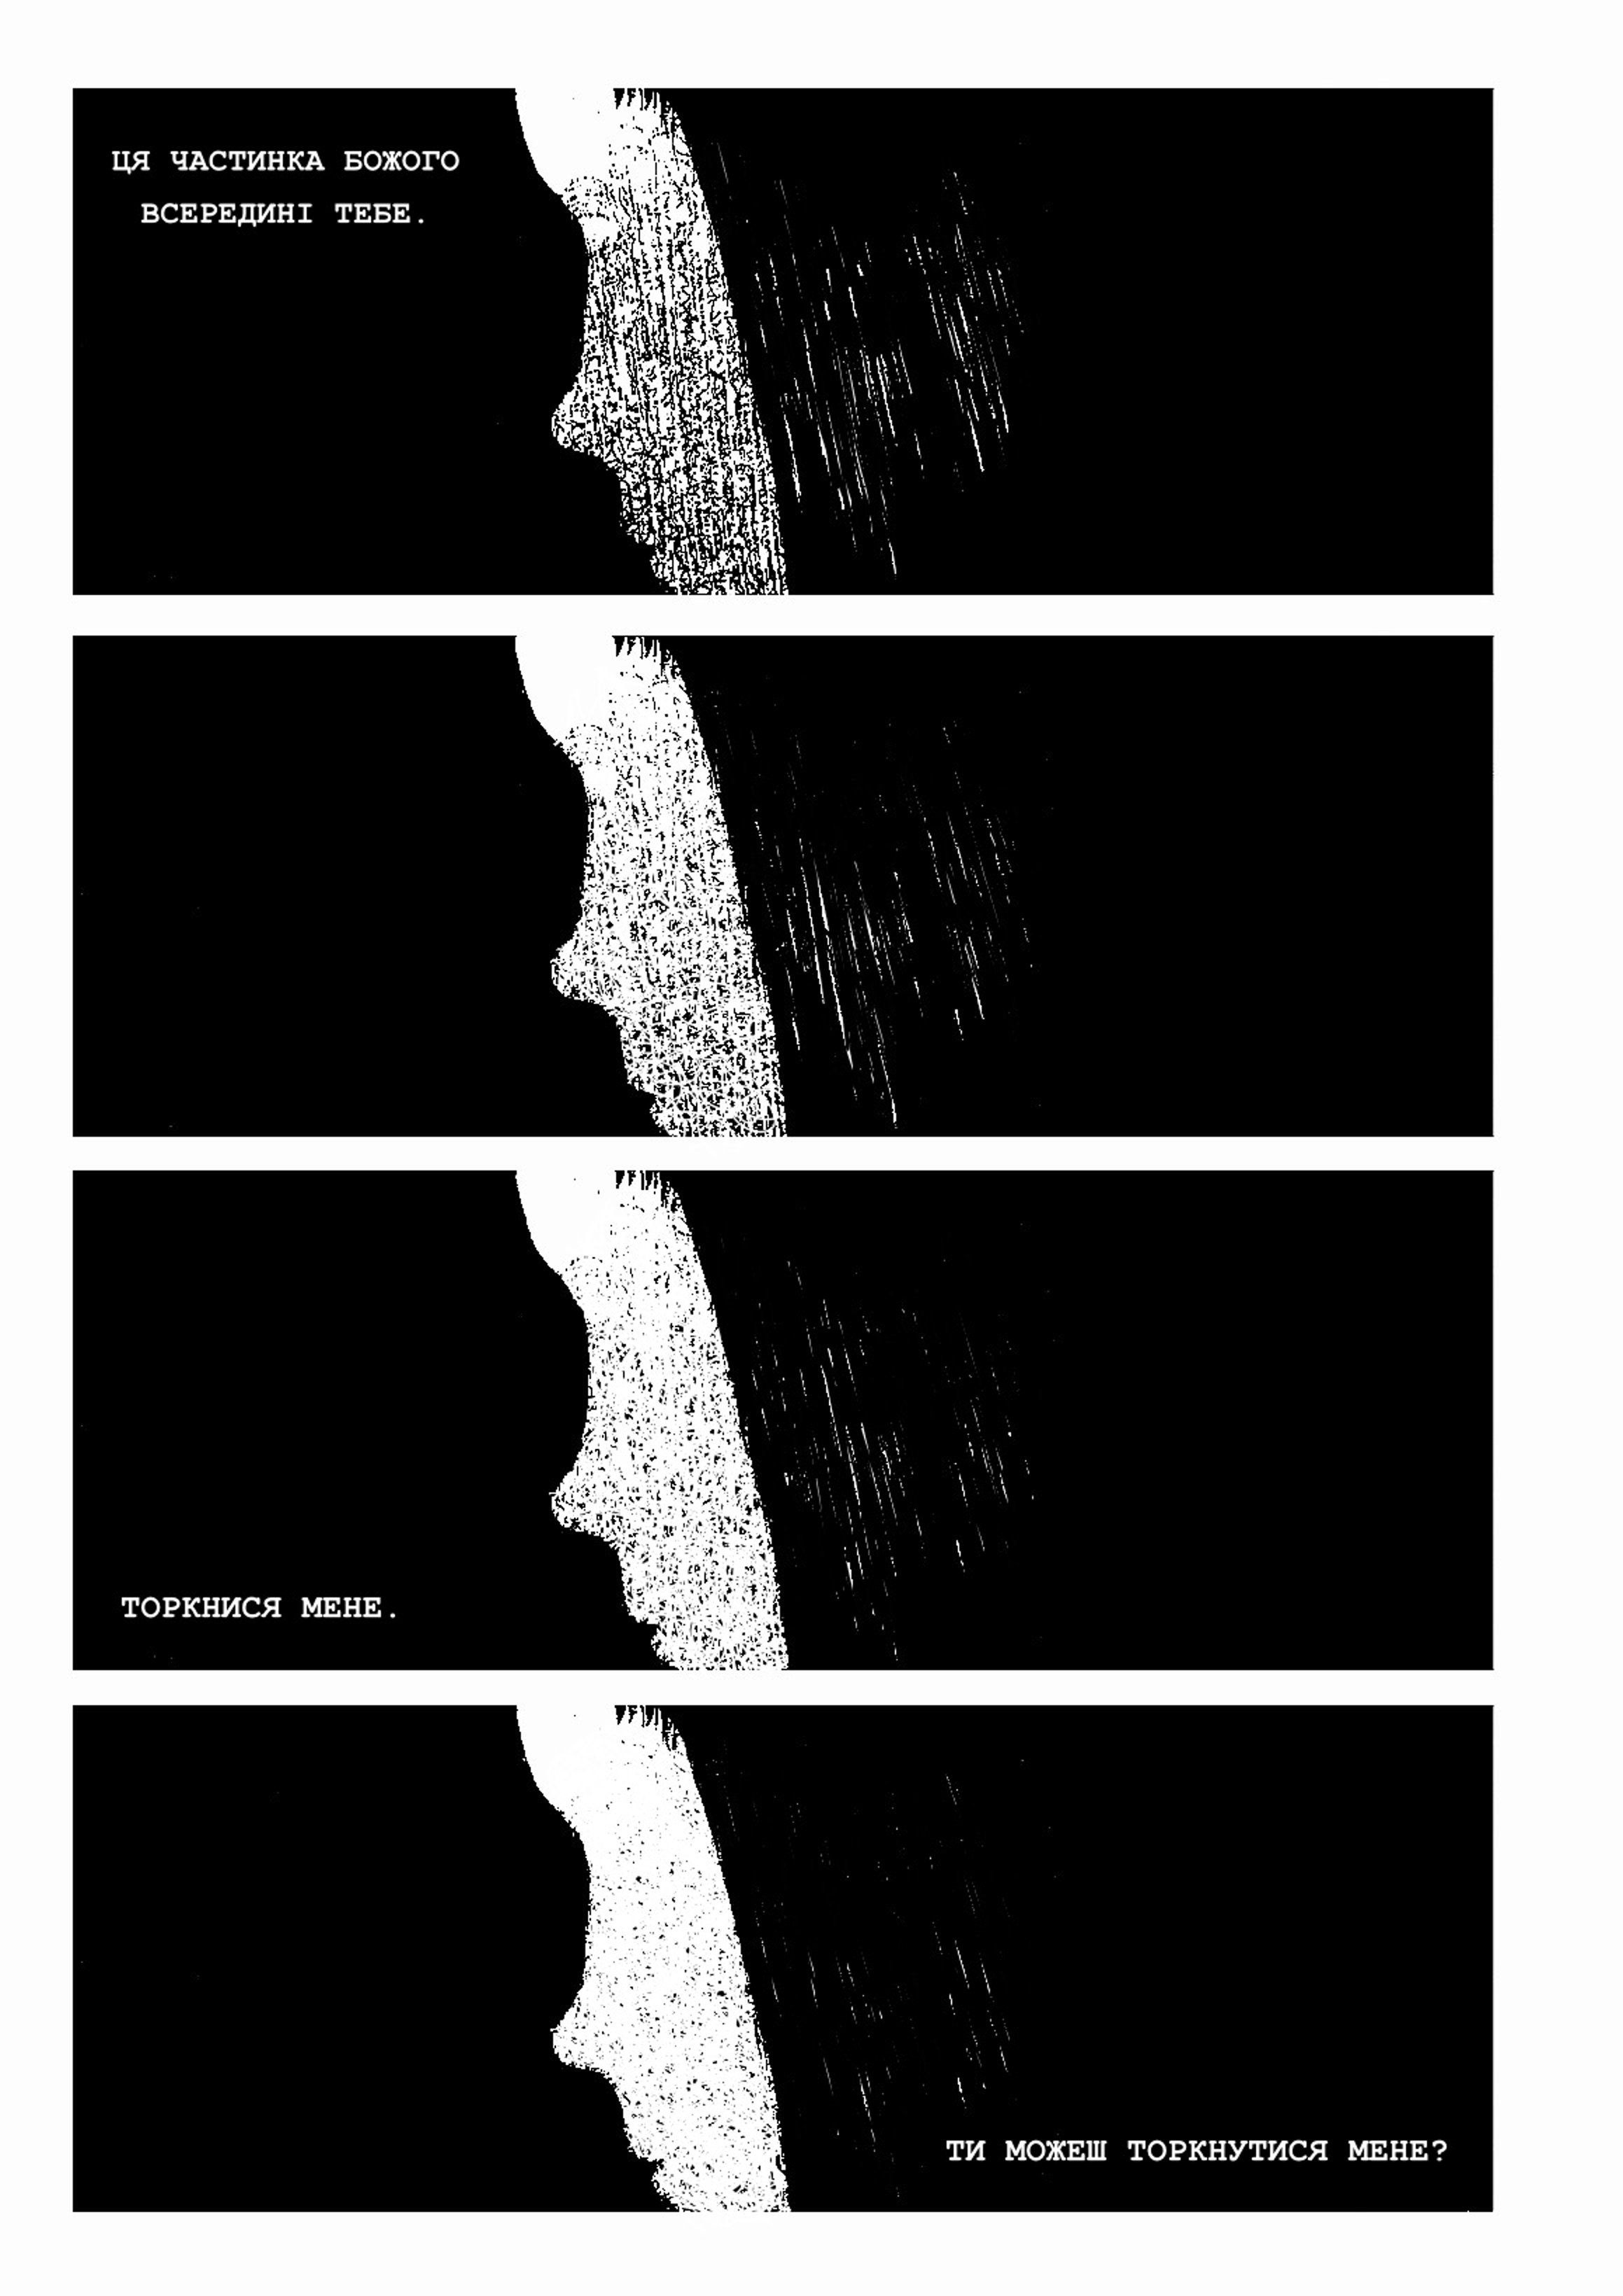 ЦЯ ЧАСТИНКА БОЖОГО
ВСЕРЕДИНІ ТЕБЕ.
ТОРКНИСЯ МЕНЕ.
ТИ МОЖЕШ ТОРКНУТИСЯ МЕНЕ?